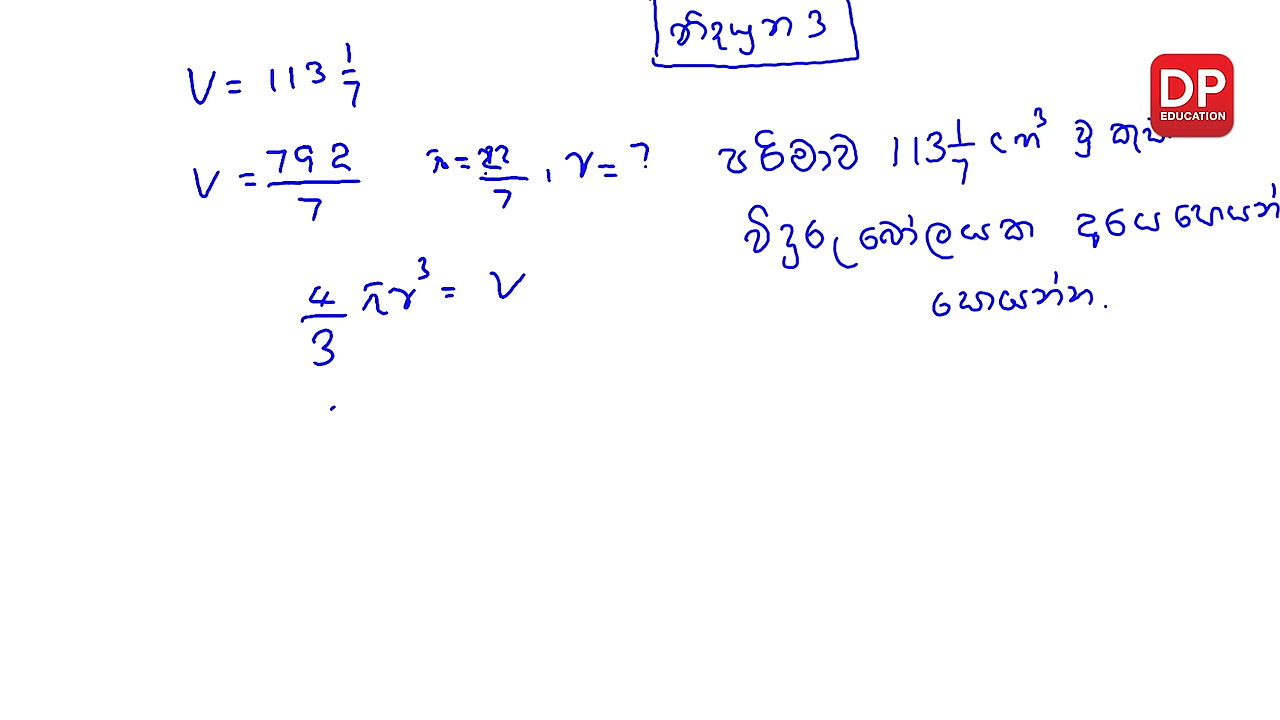 නිදසුන 3
V = 113 1/7
V = 792/7 π = 22/7 , r = ?
4/3 πr³ = V
පරිමාව 113 1/7 cm³ වූ
වීදුරු බෝලයක අරය
සොයන්න.
DP
EDUCATION